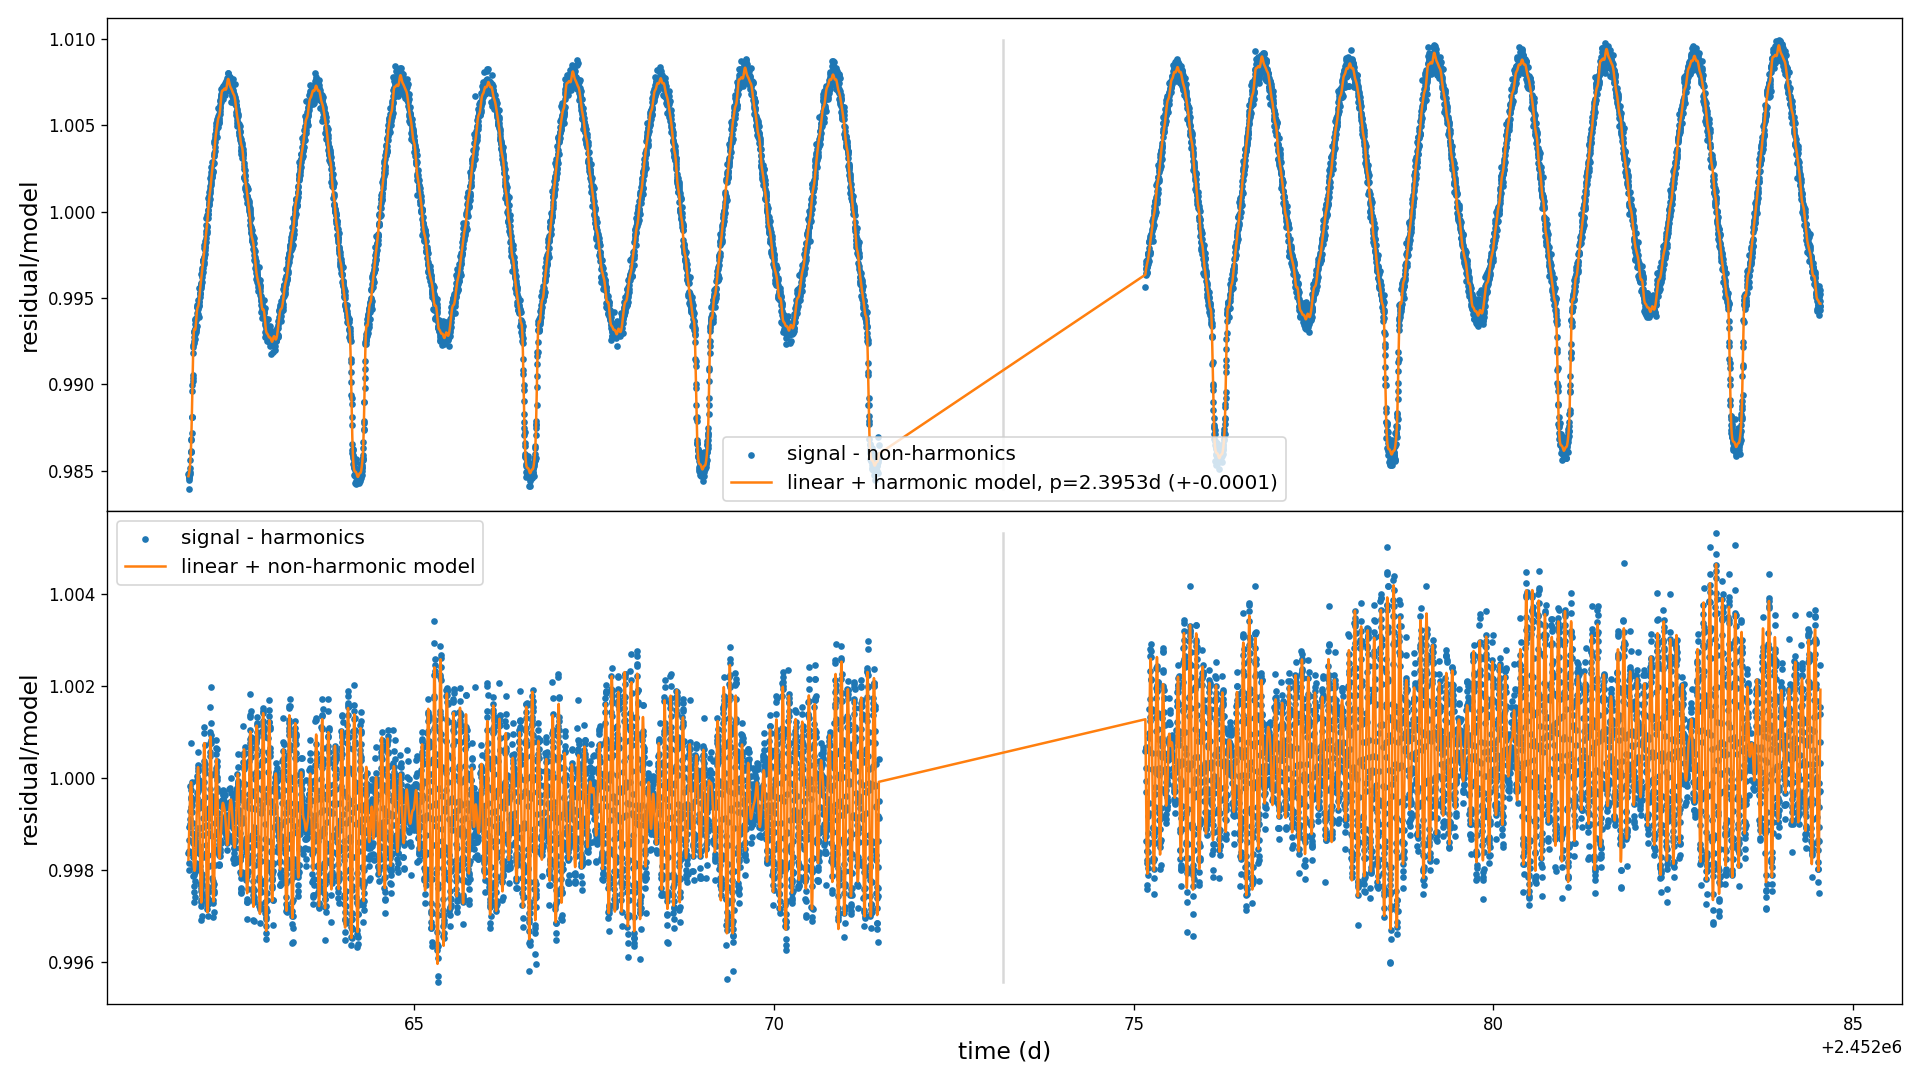 1.010
1.005
1.000
0.995
0.990
0.985
residual/model
signal - non-harmonics
linear + harmonic model, p=2.3953d (+-0.0001)
signal - harmonics
linear + non-harmonic model
1.004
1.002
1.000
0.998
0.996
residual/model
65
70
75
80
85
+2.452e6
time (d)